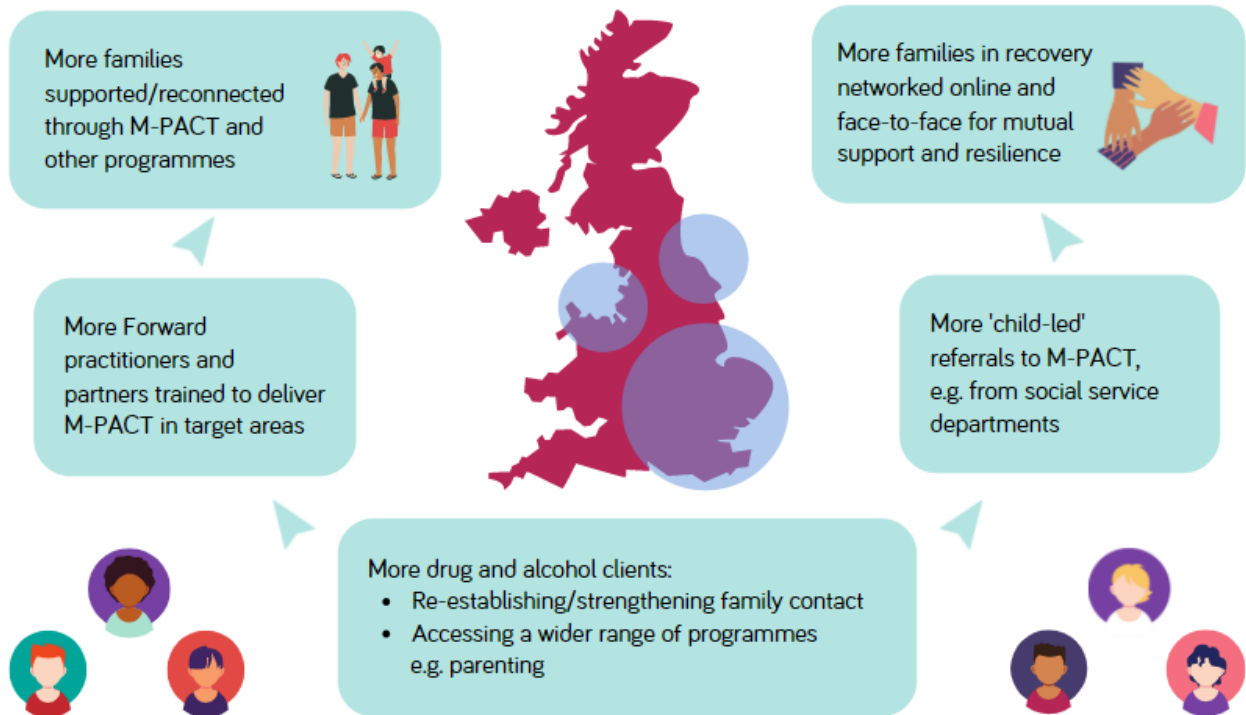 More families
supported/reconnected
through M-PACT and
other programmes
More families in recovery
networked online and
face-to-face for mutual
support and resilience
More Forward
practitioners and
partners trained to deliver
M-PACT in target areas
More 'child-led'
referrals to M-PACT,
e.g. from social service
departments
More drug and alcohol clients:
• Re-establishing/strengthening family contact
• Accessing a wider range of programmes
e.g. parenting